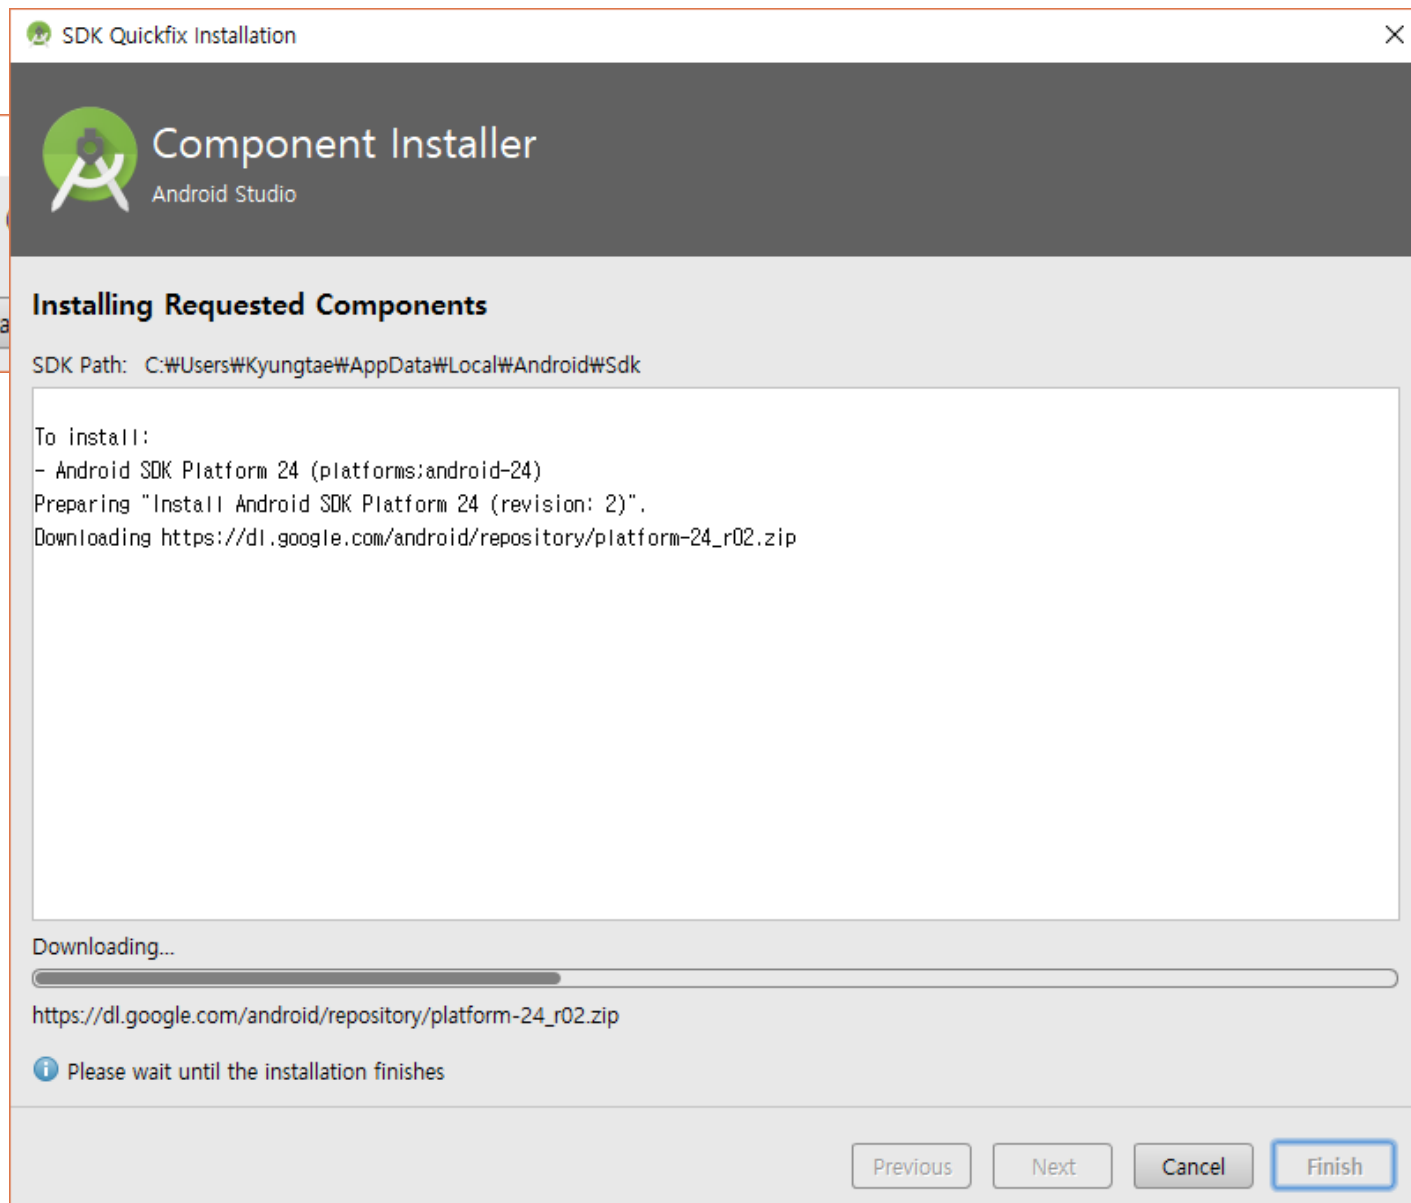 SDK Quickfix Installation
Component Installer
Android Studio
Installing Requested Components
SDK Path: C:₩Users₩Kyungtae₩AppData₩Local₩Android₩Sdk
To install:
- Android SDK Platform 24 (platforms;android-24)
Preparing "Install Android SDK Platform 24 (revision: 2)".
Downloading https://dl.google.com/android/repository/platform-24_r02.zip
Downloading...
https://dl.google.com/android/repository/platform-24_r02.zip
Please wait until the installation finishes
Previous Next Cancel Finish